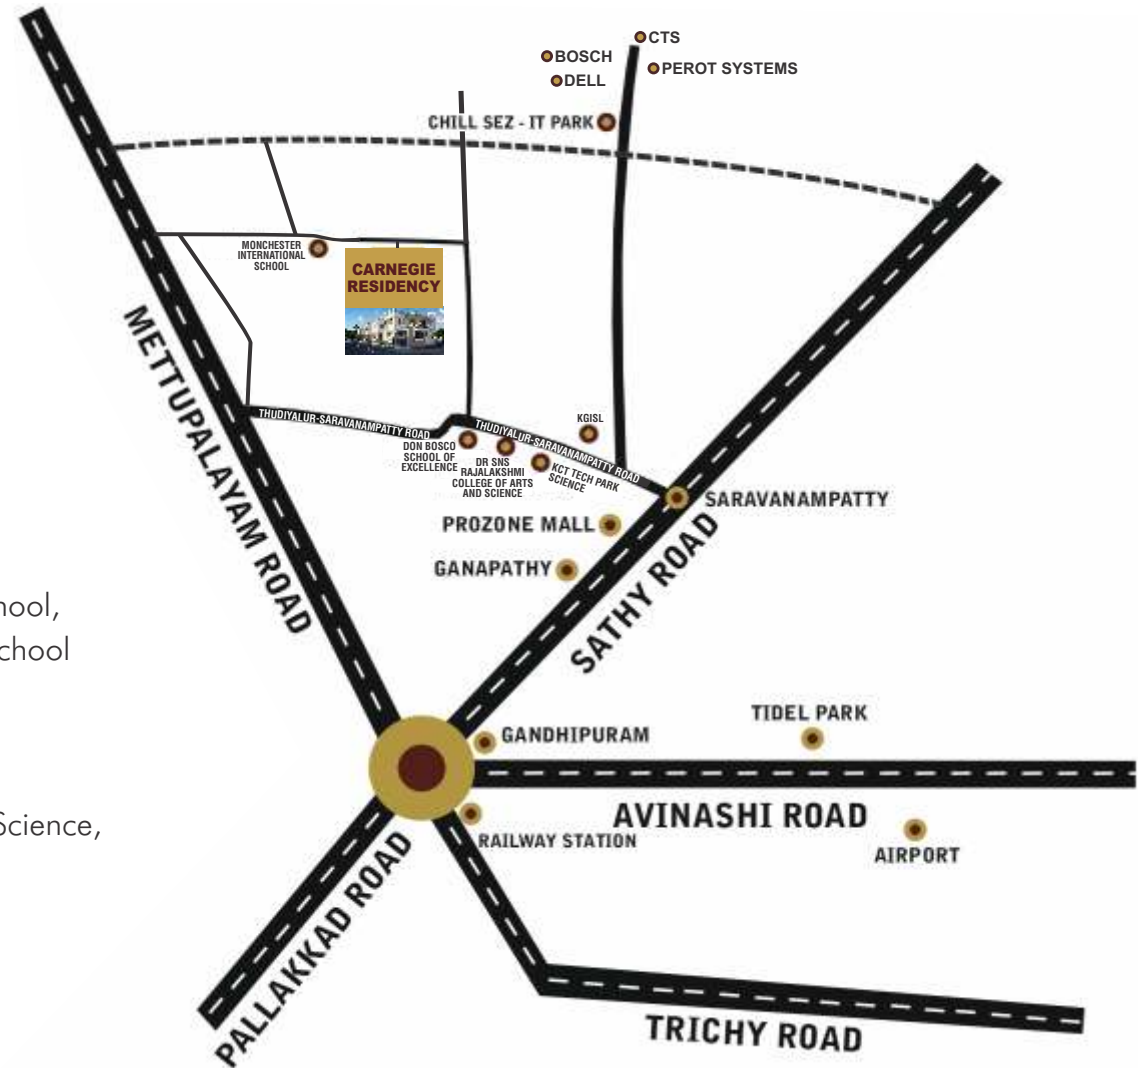 CTS
BOSCH
PEROT SYSTEMS
DELL
CHILL SEZ - IT PARK
MONCHESTER
INTERNATIONAL
SCHOOL
CARNEGIE
RESIDENCY
METTUPALAYAM ROAD
THUDIYALUR-SARAVANAMPATTY ROAD
THUDIYALUR-SARAVANAMPATTY ROAD
KGISL
DON BOSCO
SCHOOL OF
EXCELLENCE
DR SNS
RAJALAKSHMI
COLLEGE OF ARTS
AND SCIENCE
KCT TECH PARK
SCIENCE
SARAVANAMPATTY
PROZONE MALL
GANAPATHY
SATHY ROAD
hool,
chool
Science,
GANDHIPURAM
TIDEL PARK
AVINASHI ROAD
RAILWAY STATION
AIRPORT
PALLAKKAD ROAD
TRICHY ROAD